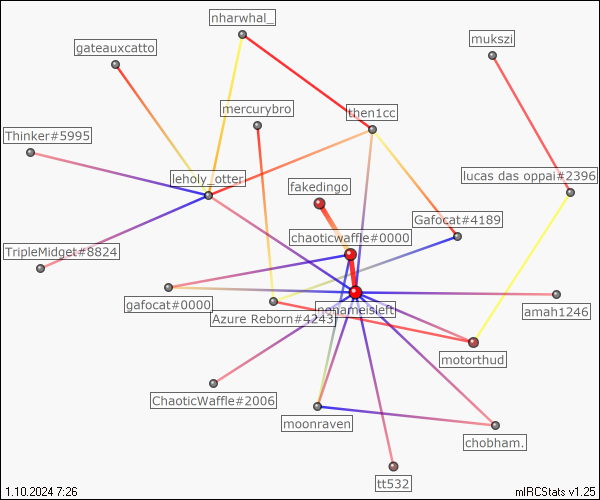 nharwhal_
mukszi
gateauxcatto
mercurybro
then1cc
Thinker#5995
leholy_otter
lucas das oppai#2396
fakedingo
Gafocat#4189
chaoticwaffle#0000
TripleMidget#8824
gafocat#0000
nonameisleft
amah1246
Azure Reborn#4243
motorthud
ChaoticWaffle#2006
moonraven
chobham.
tt532
1.10.2024 7:26
mIRCStats v1.25